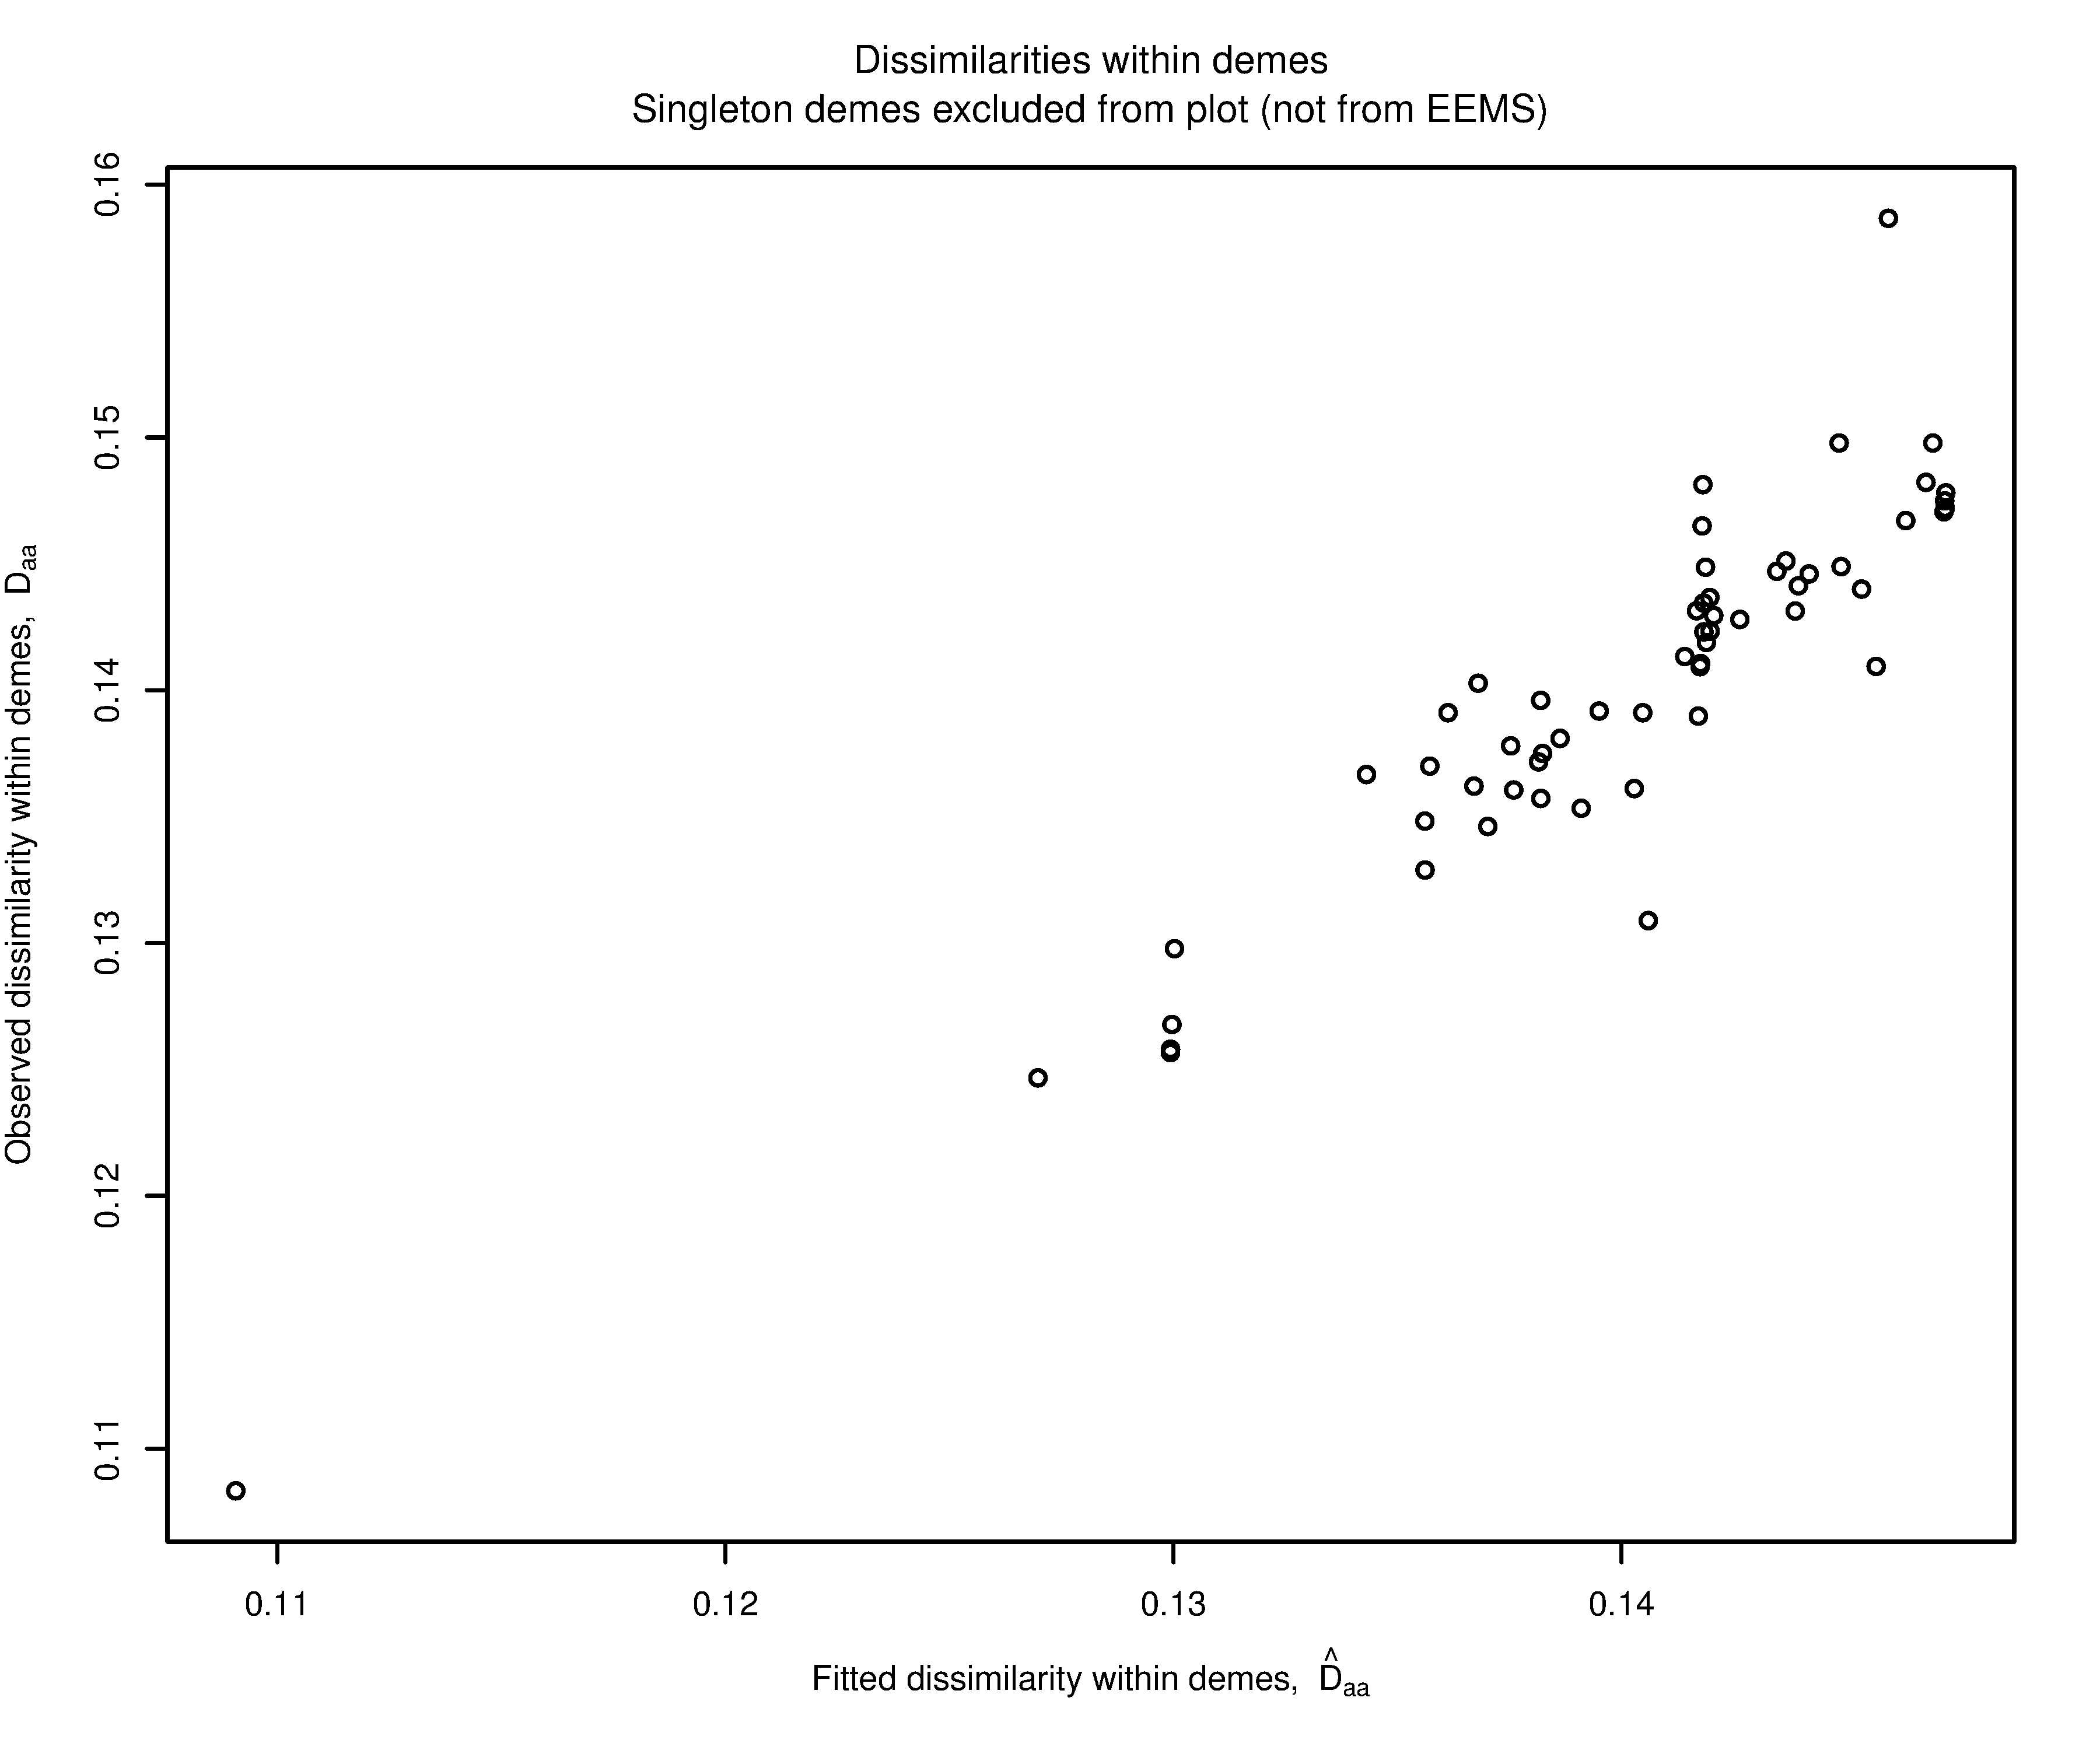 Dissimilarities within demes
Singleton demes excluded from plot (not from EEMS)
Observed dissimilarity within demes, Daa
0.16
0.15
0.14
0.13
0.12
0.11
0.11 0.12 0.13 0.14
Fitted dissimilarity within demes, D̂aa